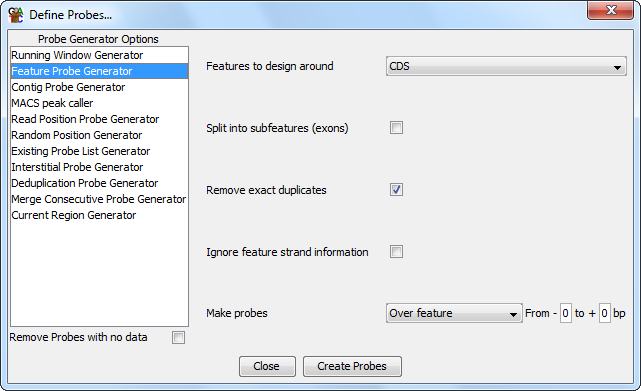 Define Probes...
Probe Generator Options
Running Window Generator
Feature Probe Generator
Contig Probe Generator
MACS peak caller
Read Position Probe Generator
Random Position Generator
Existing Probe List Generator
Interstitial Probe Generator
Deduplication Probe Generator
Merge Consecutive Probe Generator
Current Region Generator
Remove Probes with no data
Features to design around CDS
Split into subfeatures (exons)
Remove exact duplicates
Ignore feature strand information
Make probes Over feature From - 0 to + 0 bp
Close Create Probes